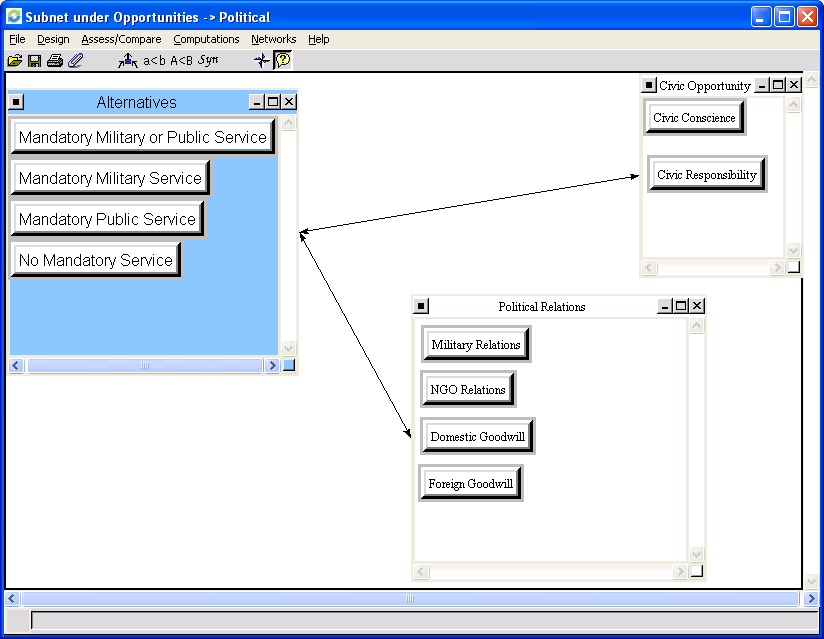 Subnet under Opportunities -> Political
File Design Assess/Compare Computations Networks Help
a<b A<B Syn
Alternatives
Mandatory Military or Public Service
Mandatory Military Service
Mandatory Public Service
No Mandatory Service
Civic Opportunity
Civic Conscience
Civic Responsibility
Political Relations
Military Relations
NGO Relations
Domestic Goodwill
Foreign Goodwill